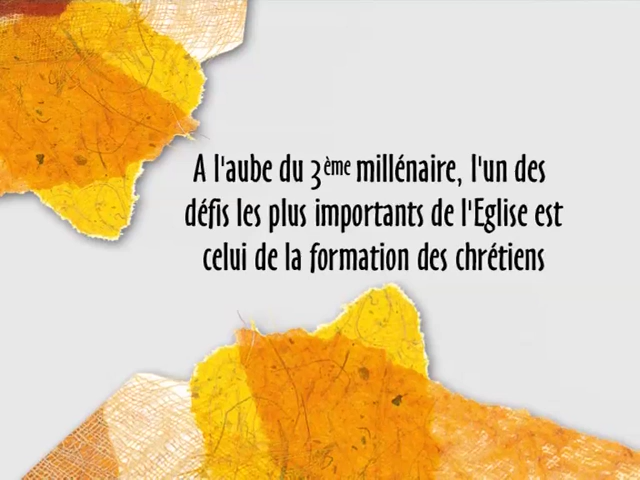 A l'aube du 3ème millénaire, l'un des
défis les plus importants de l'Eglise est
celui de la formation des chrétiens